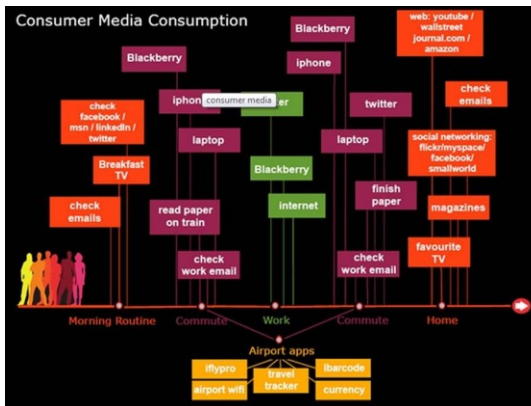 Consumer Media Consumption
check
facebook /
msn / linkedIn /
twitter
Breakfast
TV
check
emails
Blackberry
iphone
consumer media
laptop
read paper
on train
check
work email
Blackberry
internet
Blackberry
iphone
twitter
laptop
finish
paper
check
work email
web: youtube /
wallstreet
journal.com /
amazon
check
emails
social networking:
flickr/myspace/
facebook/
smallworld
magazines
favourite
TV
Morning Routine
Commute
Work
Commute
Home
Airport apps
iflypro
airport wifi
travel
tracker
ibarcode
currency